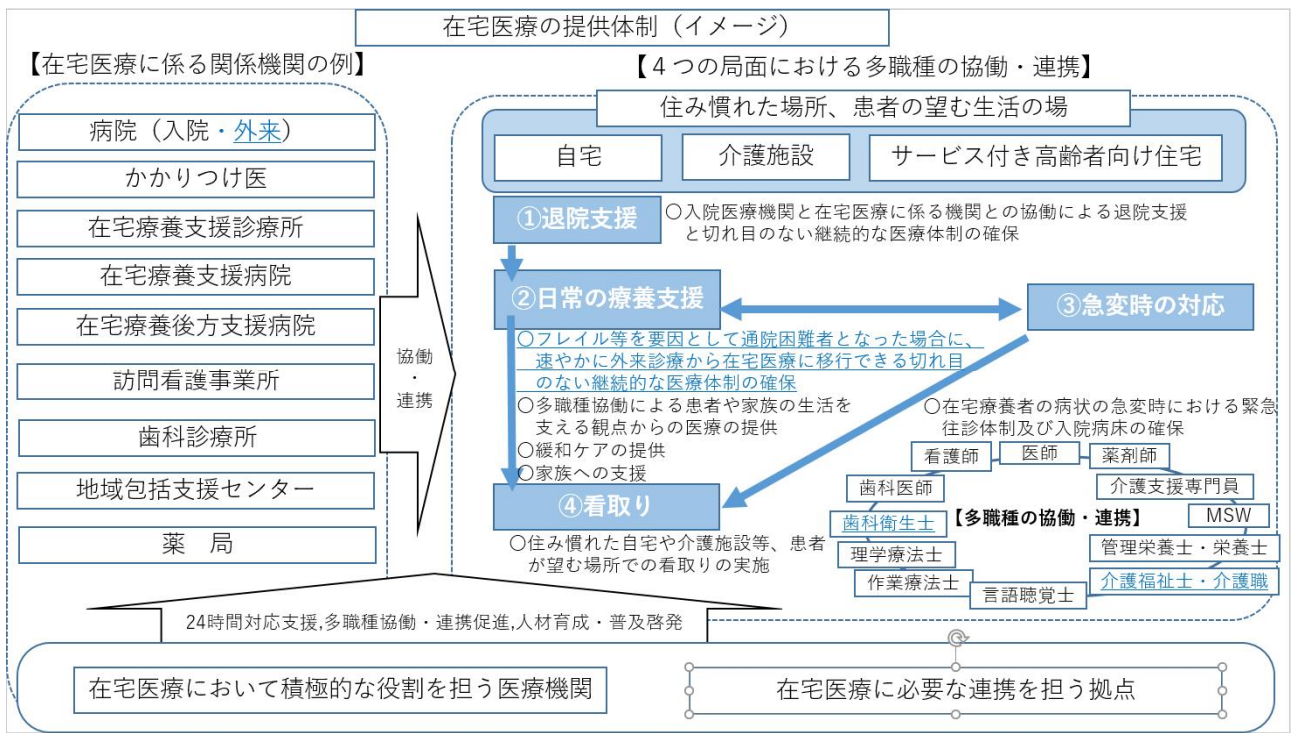 在宅医療の提供体制（イメージ）
【在宅医療に係る関係機関の例】
病院（入院・外来）
かかりつけ医
在宅療養支援診療所
在宅療養支援病院
在宅療養後方支援病院
訪問看護事業所
歯科診療所
地域包括支援センター
薬　局
協働
・
連携
【４つの局面における多職種の協働・連携】
住み慣れた場所、患者の望む生活の場
自宅
介護施設
サービス付き高齢者向け住宅
①退院支援
○入院医療機関と在宅医療に係る機関との協働による退院支援
と切れ目のない継続的な医療体制の確保
②日常の療養支援
③急変時の対応
○フレイル等を要因として通院困難者となった場合に、
速やかに外来診療から在宅医療に移行できる切れ目
のない継続的な医療体制の確保
○多職種協働による患者や家族の生活を
支える観点からの医療の提供
○緩和ケアの提供
○家族への支援
○在宅療養者の病状の急変時における緊急
往診体制及び入院病床の確保
④看取り
○住み慣れた自宅や介護施設等、患者
が望む場所での看取りの実施
看護師
医師
薬剤師
歯科医師
介護支援専門員
歯科衛生士
【多職種の協働・連携】
MSW
理学療法士
管理栄養士・栄養士
作業療法士
言語聴覚士
介護福祉士・介護職
24時間対応支援,多職種協働・連携促進,人材育成・普及啓発
在宅医療において積極的な役割を担う医療機関
在宅医療に必要な連携を担う拠点